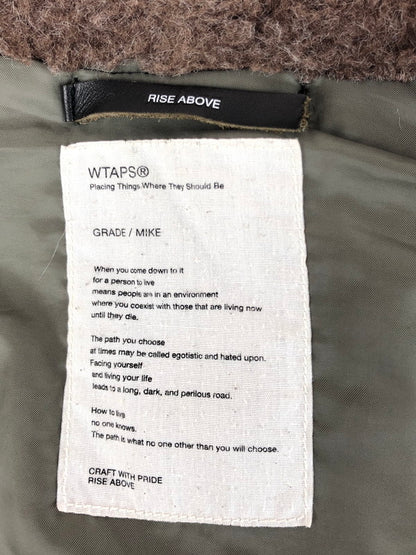 RISE ABOVE
WTAPS®
Placing Things Where They Should Be
GRADE / MIKE
When you come down to it
for a person to live
means people are in an environment
where you coexist with those that are living now
until they die.
The path you choose
at times may be called egotistic and hated upon.
Facing yourself
and living your life
leads to a long, dark, and perilous road.
How to live
no one knows.
The path is what no one other than you will choose.
CRAFT WITH PRIDE
RISE ABOVE